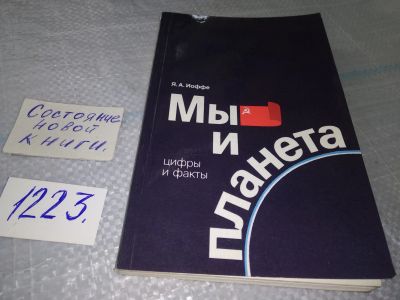 Состояние
новой
книги.
1223.
Я. А. Иоффе
Мы
и
планета
цифры
и факты